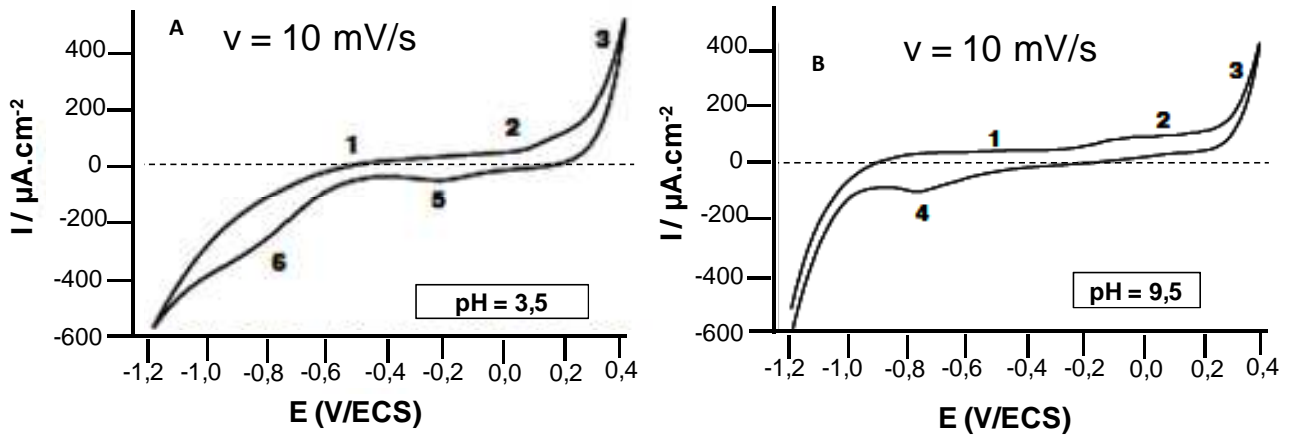 A
v = 10 mV/s
I / µA.cm-2
400
200
0
-200
-400
-600
1
2
3
5
6
pH = 3,5
-1,2 -1,0 -0,8 -0,6 -0,4 -0,2 0,0 0,2 0,4
E (V/ECS)
B
v = 10 mV/s
I / µA.cm-2
400
200
0
-200
-400
-600
1
2
3
4
pH = 9,5
-1,2 -1,0 -0,8 -0,6 -0,4 -0,2 0,0 0,2 0,4
E (V/ECS)